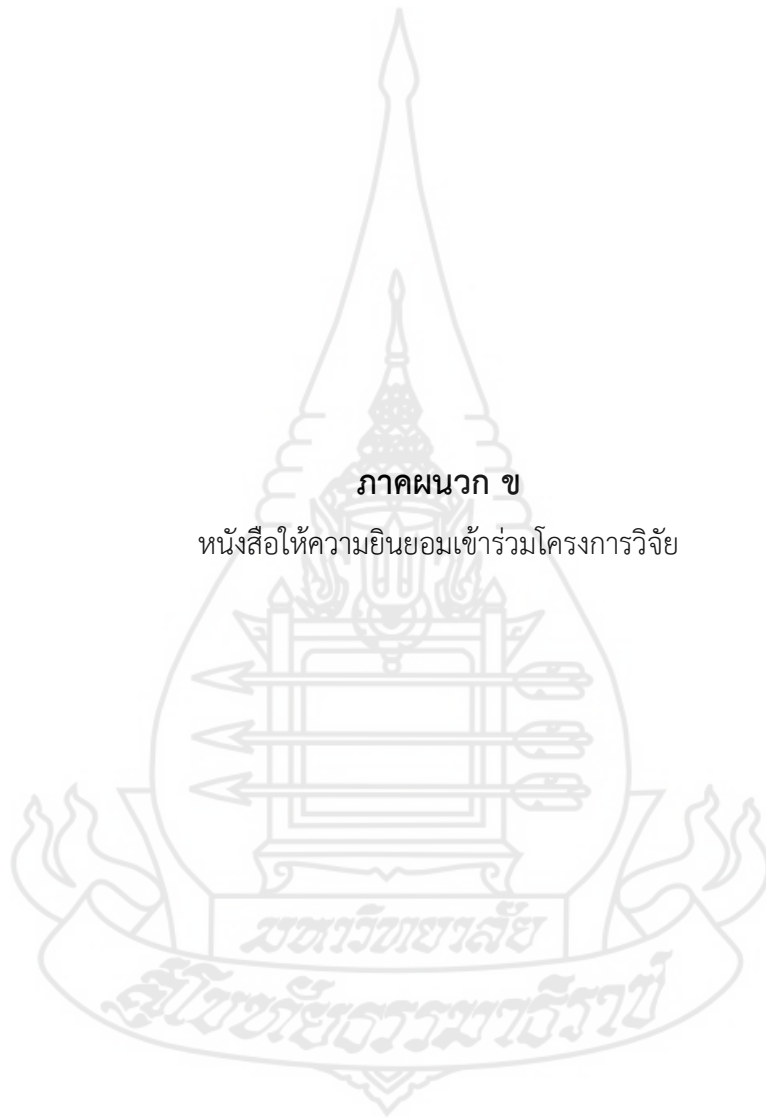 ภาคผนวก ข
หนังสือให้ความยินยอมเข้าร่วมโครงการวิจัย
มหาวิทยาลัย
สุโขทัยธรรมาธิราช